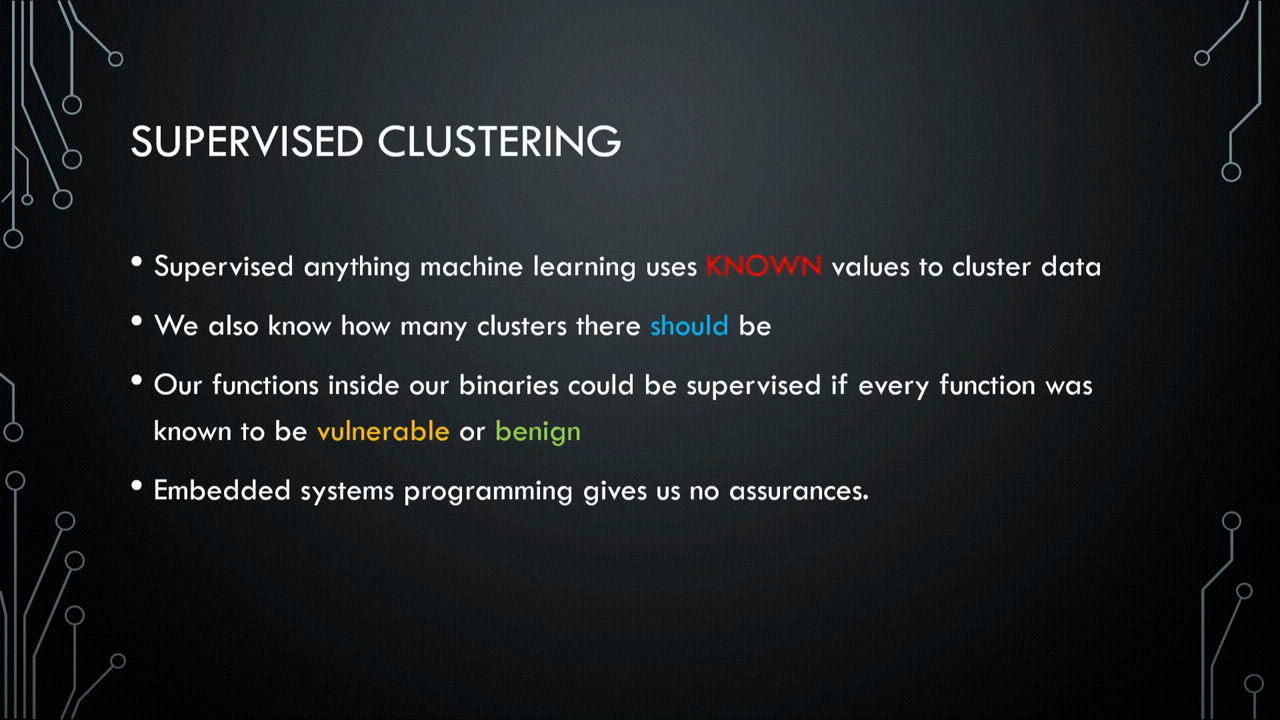 SUPERVISED CLUSTERING
• Supervised anything machine learning uses KNOWN values to cluster data
• We also know how many clusters there should be
• Our functions inside our binaries could be supervised if every function was
known to be vulnerable or benign
• Embedded systems programming gives us no assurances.